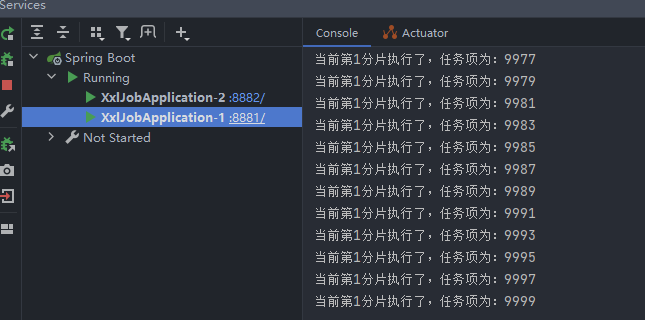 Services
Spring Boot
Running
XxlJobApplication-2 :8882/
XxlJobApplication-1 :8881/
Not Started
Console Actuator
当前第1分片执行了，任务项为：9977
当前第1分片执行了，任务项为：9979
当前第1分片执行了，任务项为：9981
当前第1分片执行了，任务项为：9983
当前第1分片执行了，任务项为：9985
当前第1分片执行了，任务项为：9987
当前第1分片执行了，任务项为：9989
当前第1分片执行了，任务项为：9991
当前第1分片执行了，任务项为：9993
当前第1分片执行了，任务项为：9995
当前第1分片执行了，任务项为：9997
当前第1分片执行了，任务项为：9999